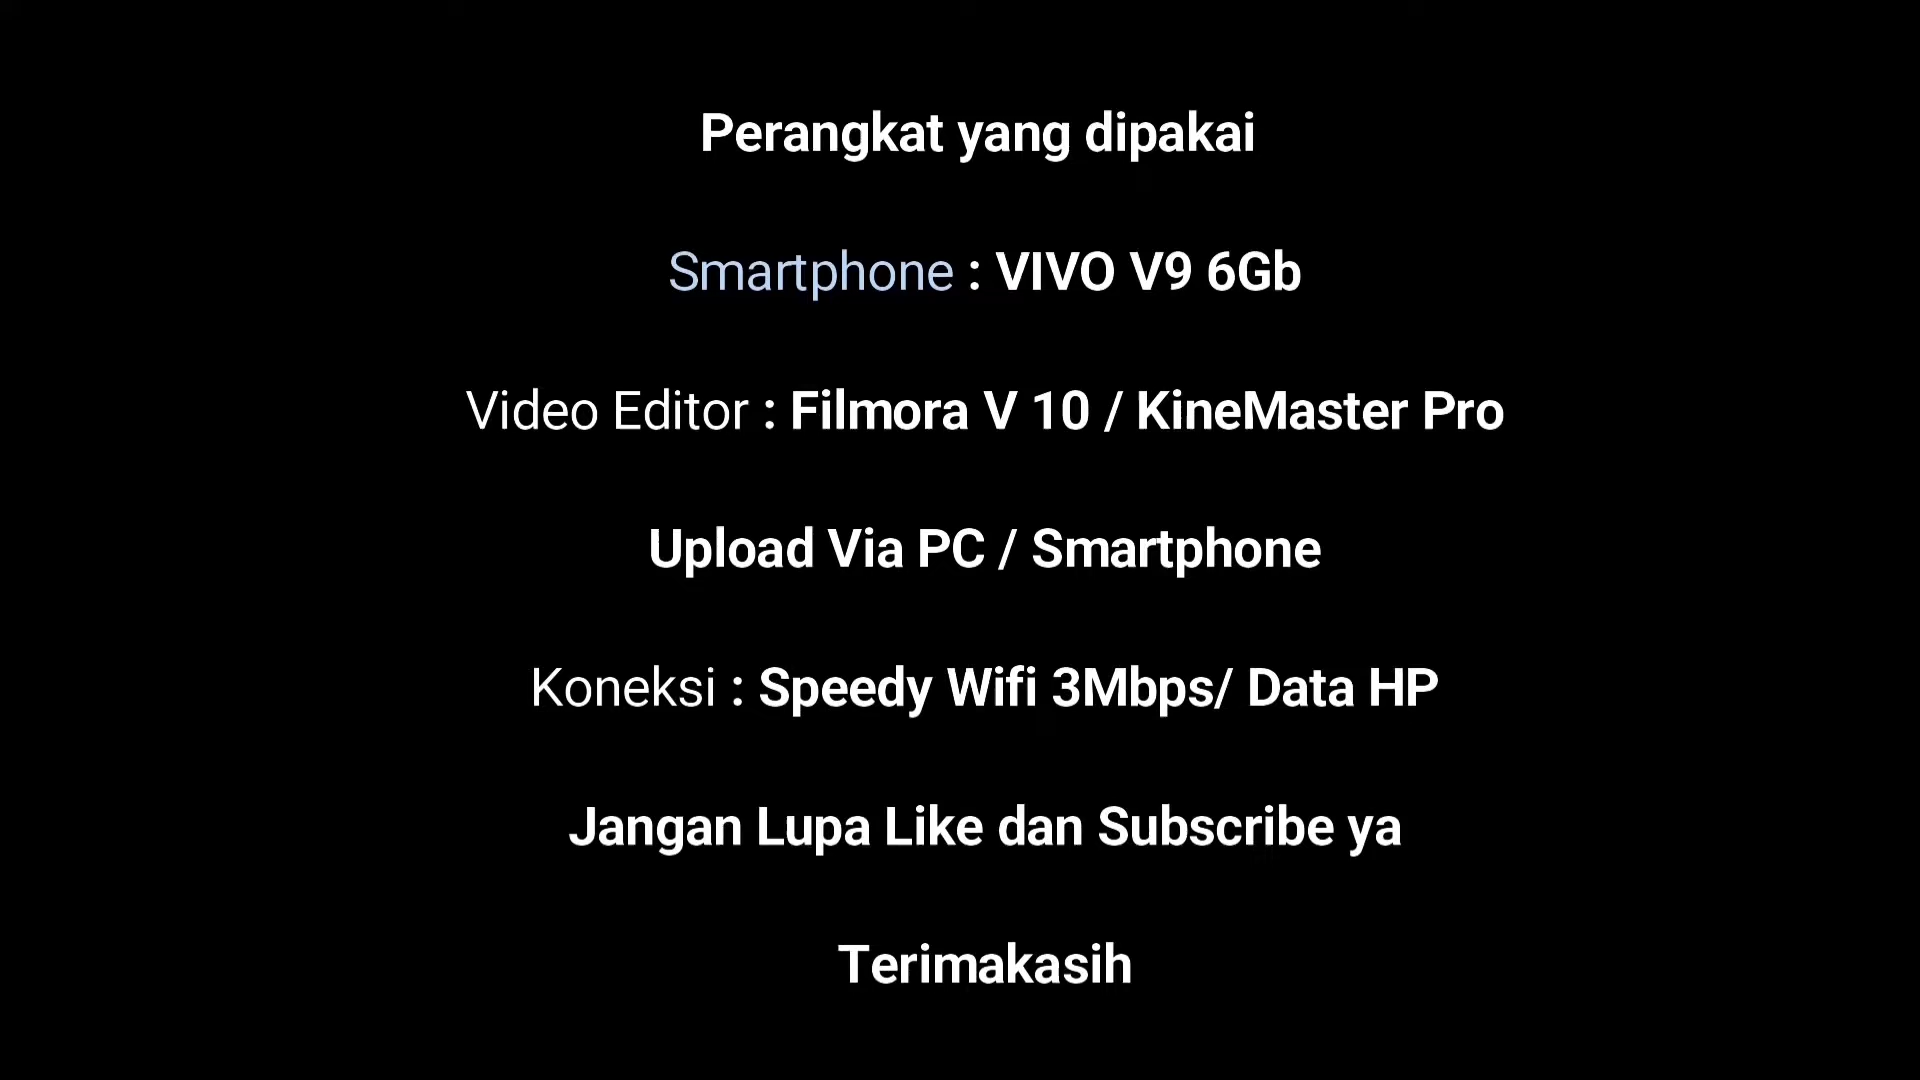 Perangkat yang dipakai
Smartphone : VIVO V9 6Gb
Video Editor : Filmora V 10 / KineMaster Pro
Upload Via PC / Smartphone
Koneksi : Speedy Wifi 3Mbps/ Data HP
Jangan Lupa Like dan Subscribe ya
Terimakasih